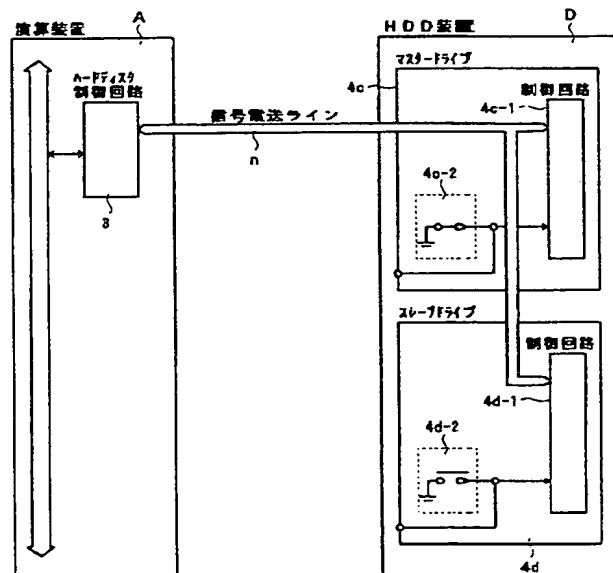 演算装置
A
ハードディスク
制御回路
3
信号電送ライン
n
HDD装置
D
マスタードライブ
4c
制御回路
4c-1
4c-2
スレーブドライブ
制御回路
4d-1
4d-2
4d